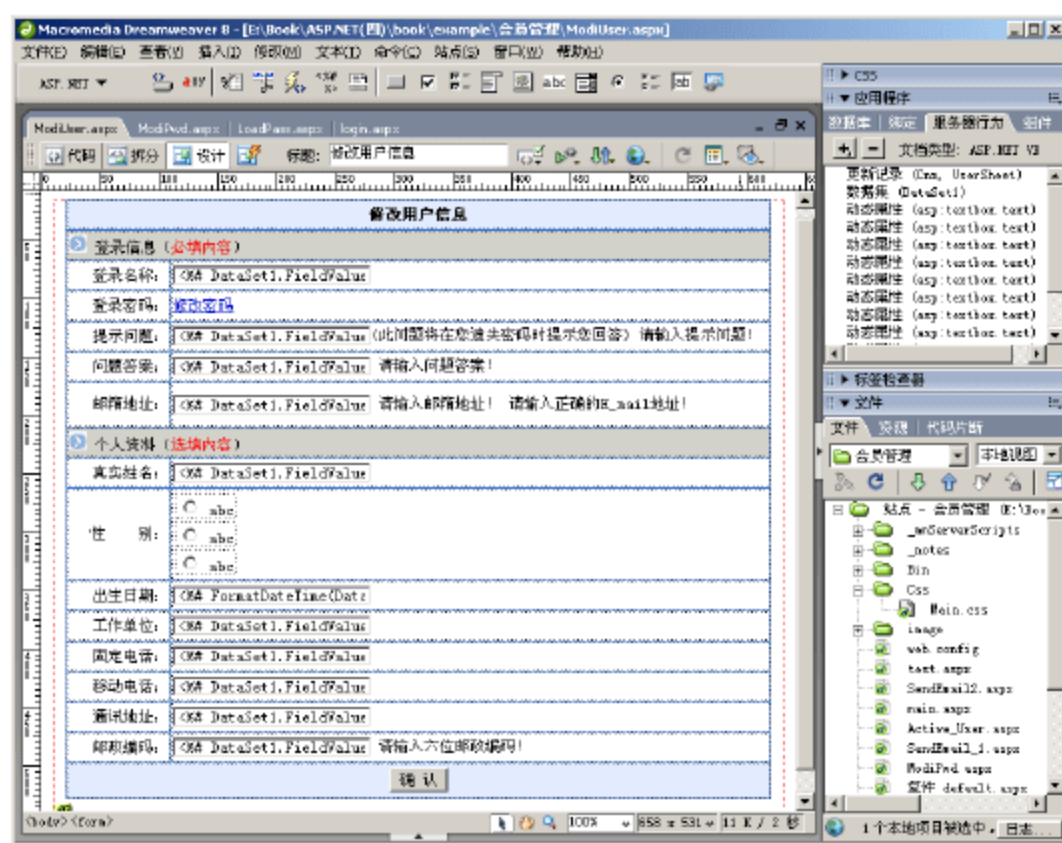 Macromedia Dreamweaver 8 - [E:\Book\ASP.NET(四)\book\example\会员管理\ModiUser.aspx]
文件(F) 编辑(E) 查看(V) 插入(I) 修改(M) 文本(T) 命令(C) 站点(S) 窗口(W) 帮助(H)
ASP.NET
abc
ab
ModiUser.aspx ModiPwd.aspx LoadPass.aspx login.aspx
代码 拆分 设计 标题: 修改用户信息
0 50 100 150 200 250 300 350 400 450 500 550 600
修改用户信息
登录信息 (必填内容)
登录名称: <%# DataSet1.FieldValue
登录密码: 修改密码
提示问题: <%# DataSet1.FieldValue (此问题将在您遗失密码时提示您回答) 请输入提示问题!
问题答案: <%# DataSet1.FieldValue 请输入问题答案!
邮箱地址: <%# DataSet1.FieldValue 请输入邮箱地址! 请输入正确的E_mail地址!
个人资料 (选填内容)
真实姓名: <%# DataSet1.FieldValue
abc
性 别: abc
abc
出生日期: <%# FormatDateTime(Data
工作单位: <%# DataSet1.FieldValue
固定电话: <%# DataSet1.FieldValue
移动电话: <%# DataSet1.FieldValue
通讯地址: <%# DataSet1.FieldValue
邮政编码: <%# DataSet1.FieldValue 请输入六位邮政编码!
确 认
<body> <form>
100% 658 x 531 11 K / 2 秒
CSS
应用程序
数据库 绑定 服务器行为 组件
文档类型: ASP.NET VB
更新记录 (Cnn, UserSheet)
数据集 (DataSet1)
动态属性 (asp:textbox text)
动态属性 (asp:textbox text)
动态属性 (asp:textbox text)
动态属性 (asp:textbox text)
动态属性 (asp:textbox text)
动态属性 (asp:textbox text)
动态属性 (asp:textbox text)
动态属性 (asp:textbox text)
标签检查器
文件
文件 资源 代码片断
会员管理 本地视图
站点 - 会员管理 (E:\Boo
_mmServerScripts
_notes
Bin
Css
Main.css
image
web.config
text.aspx
SendEmail2.aspx
main.aspx
Active_User.aspx
SendEmail_1.aspx
ModiPwd.aspx
复件 default.aspx
1 个本地项目被选中。 日志...